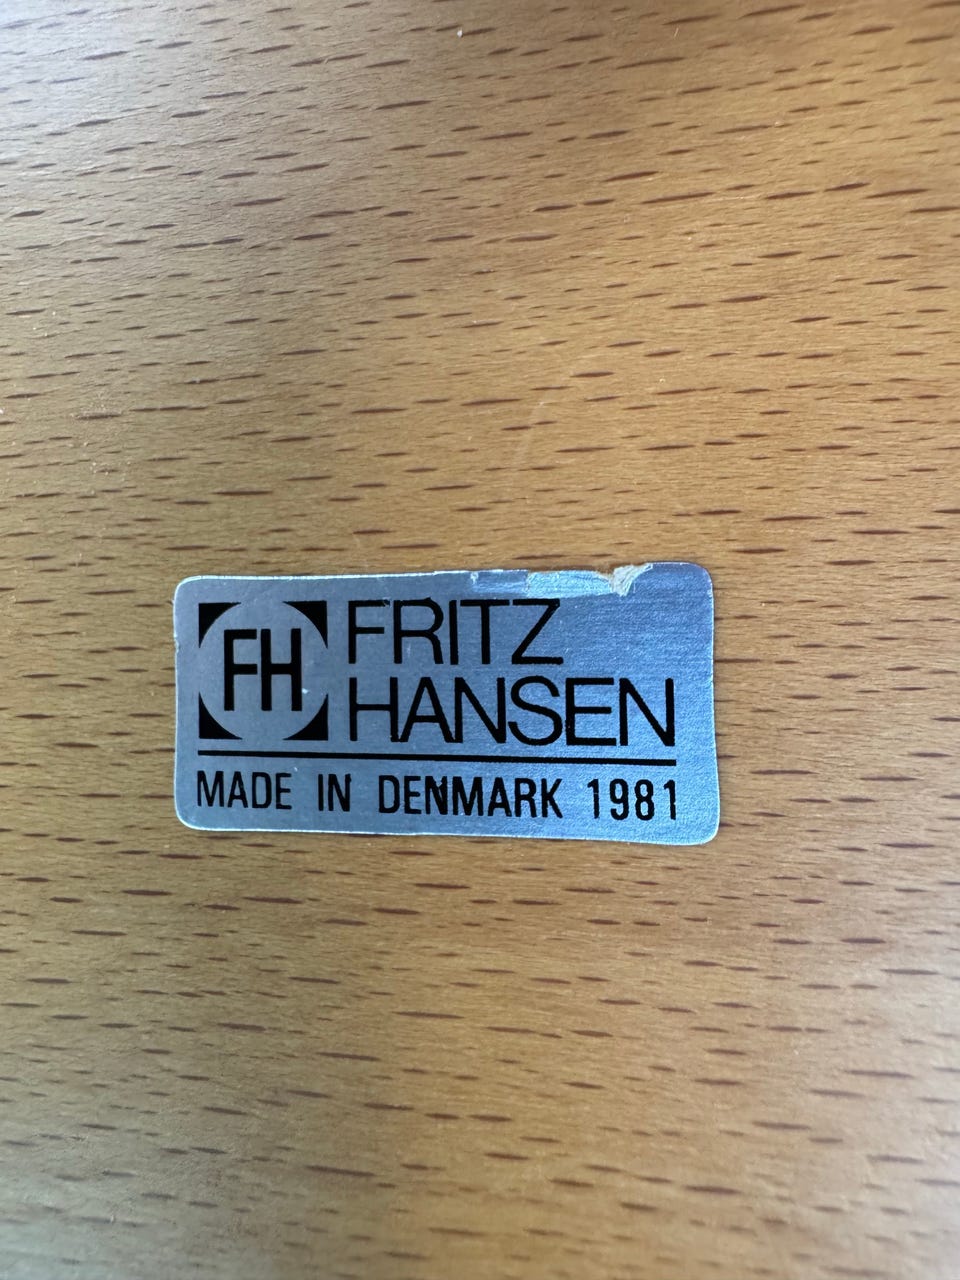 FH
FRITZ
HANSEN
MADE IN DENMARK 1981